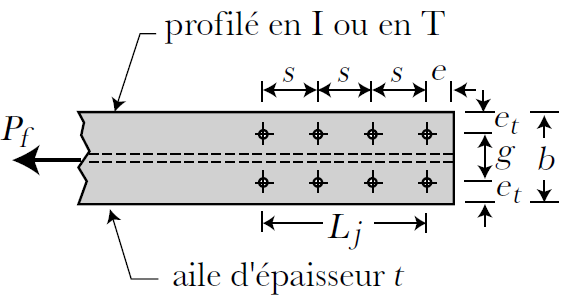 profilé en I ou en T
s s s e
P_f
e_t
g b
e_t
L_j
aile d'épaisseur t